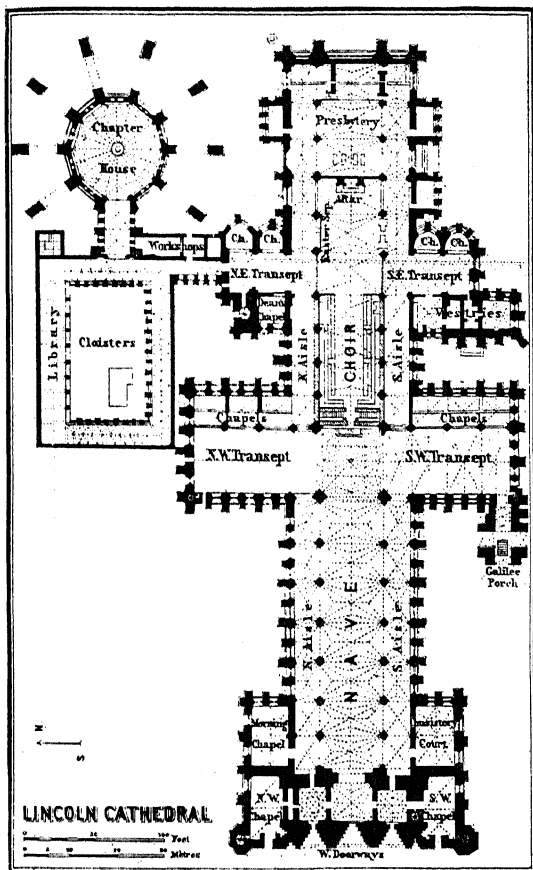 Chapter
House
Presbytery
Altar
Ch.
Ch.
Ch.
Ch.
Workshops
N.E. Transept
S.E. Transept
Library
Cloisters
Dean's
Chapel
Vestries
N. Aisle
CHOIR
S. Aisle
Chapels
Chapels
N.W. Transept
S.W. Transept
Galilee
Porch
N. Aisle
NAVE
S. Aisle
Morning
Chapel
Consistory
Court
N
S
LINCOLN CATHEDRAL
N.W.
Chapel
S.W.
Chapel
Feet
Metres
W. Doorways